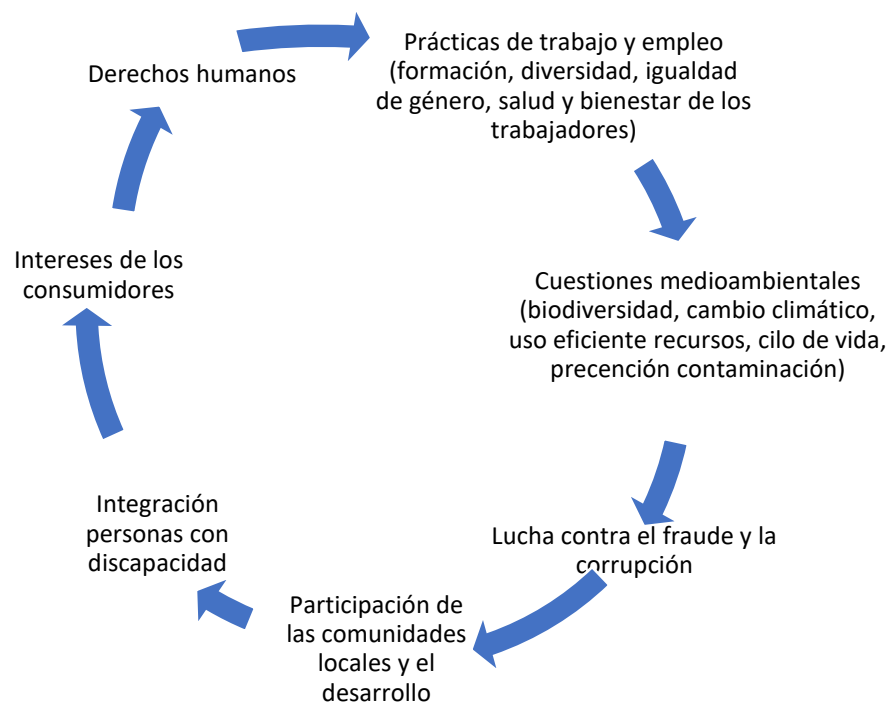 Derechos humanos
Prácticas de trabajo y empleo
(formación, diversidad, igualdad
de género, salud y bienestar de los
trabajadores)
Cuestiones medioambientales
(biodiversidad, cambio climático,
uso eficiente recursos, cilo de vida,
precención contaminación)
Lucha contra el fraude y la
corrupción
Participación de
las comunidades
locales y el
desarrollo
Integración
personas con
discapacidad
Intereses de los
consumidores